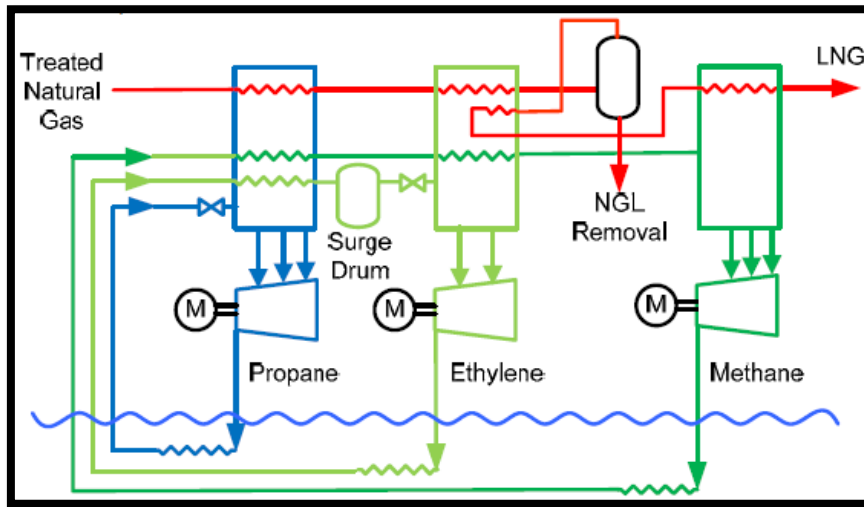 Treated
Natural
Gas
LNG
NGL
Removal
Surge
Drum
M
M
M
Propane
Ethylene
Methane